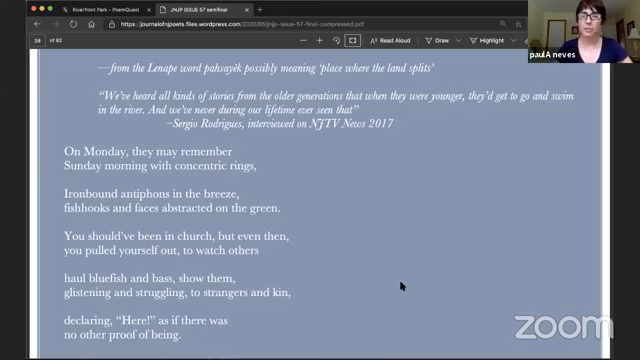 Riverfront Park - PoemQuest
JNJP ISSUE 57 semifinal
https://journalofnjpoets.files.wordpress.com/2020/05/jnjp-issue-57-final-compressed.pdf
38 of 82
Read Aloud
Draw
Highlight
paulA neves
—from the Lenape word pahsayèk possibly meaning ‘place where the land splits’
“We’ve heard all kinds of stories from the older generations that when they were younger, they’d get to go and swim
in the river. And we’ve never during our lifetime ever seen that”
–Sergio Rodrigues, interviewed on NJTV News 2017
On Monday, they may remember
Sunday morning with concentric rings,
Ironbound antiphons in the breeze,
fishhooks and faces abstracted on the green.
You should’ve been in church, but even then,
you pulled yourself out, to watch others
haul bluefish and bass, show them,
glistening and struggling, to strangers and kin,
declaring, “Here!” as if there was
no other proof of being.
zoom